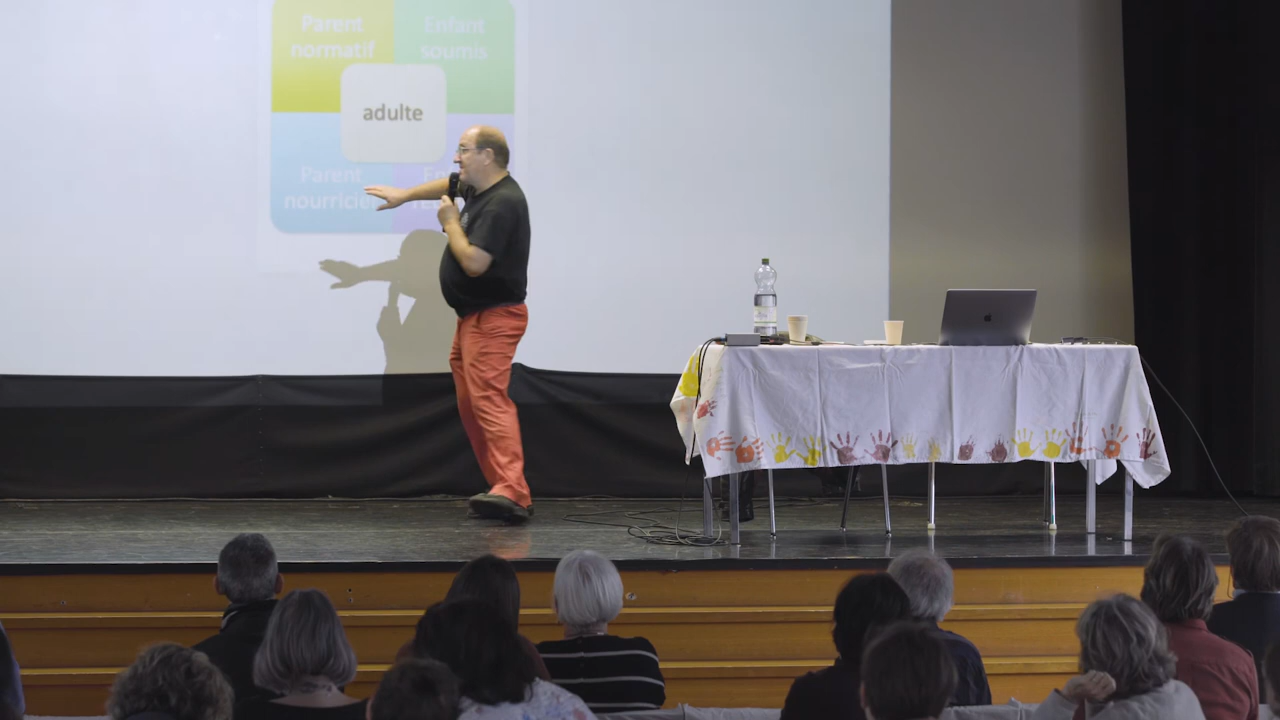 Parent
normatif
Enfant
soumis
adulte
Parent
nourricier